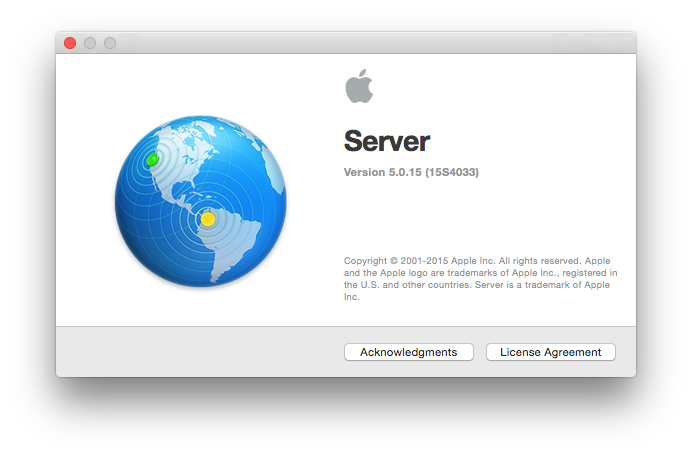 Server
Version 5.0.15 (15S4033)
Copyright © 2001-2015 Apple Inc. All rights reserved. Apple
and the Apple logo are trademarks of Apple Inc., registered in
the U.S. and other countries. Server is a trademark of Apple
Inc.
Acknowledgments
License Agreement